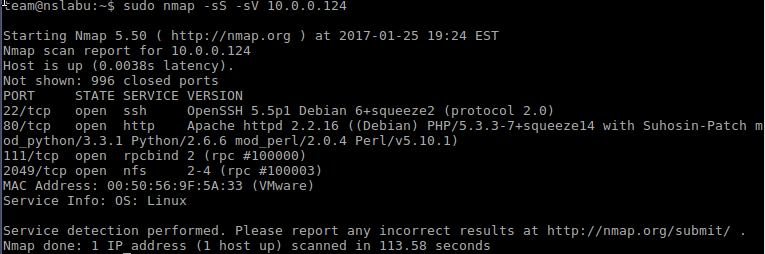 team@nslabu:~$ sudo nmap -sS -sV 10.0.0.124
Starting Nmap 5.50 ( http://nmap.org ) at 2017-01-25 19:24 EST
Nmap scan report for 10.0.0.124
Host is up (0.0038s latency).
Not shown: 996 closed ports
PORT     STATE SERVICE VERSION
22/tcp   open  ssh     OpenSSH 5.5p1 Debian 6+squeeze2 (protocol 2.0)
80/tcp   open  http    Apache httpd 2.2.16 ((Debian) PHP/5.3.3-7+squeeze14 with Suhosin-Patch m
od_python/3.3.1 Python/2.6.6 mod_perl/2.0.4 Perl/v5.10.1)
111/tcp  open  rpcbind 2 (rpc #100000)
2049/tcp open  nfs     2-4 (rpc #100003)
MAC Address: 00:50:56:9F:5A:33 (VMware)
Service Info: OS: Linux
Service detection performed. Please report any incorrect results at http://nmap.org/submit/ .
Nmap done: 1 IP address (1 host up) scanned in 113.58 seconds